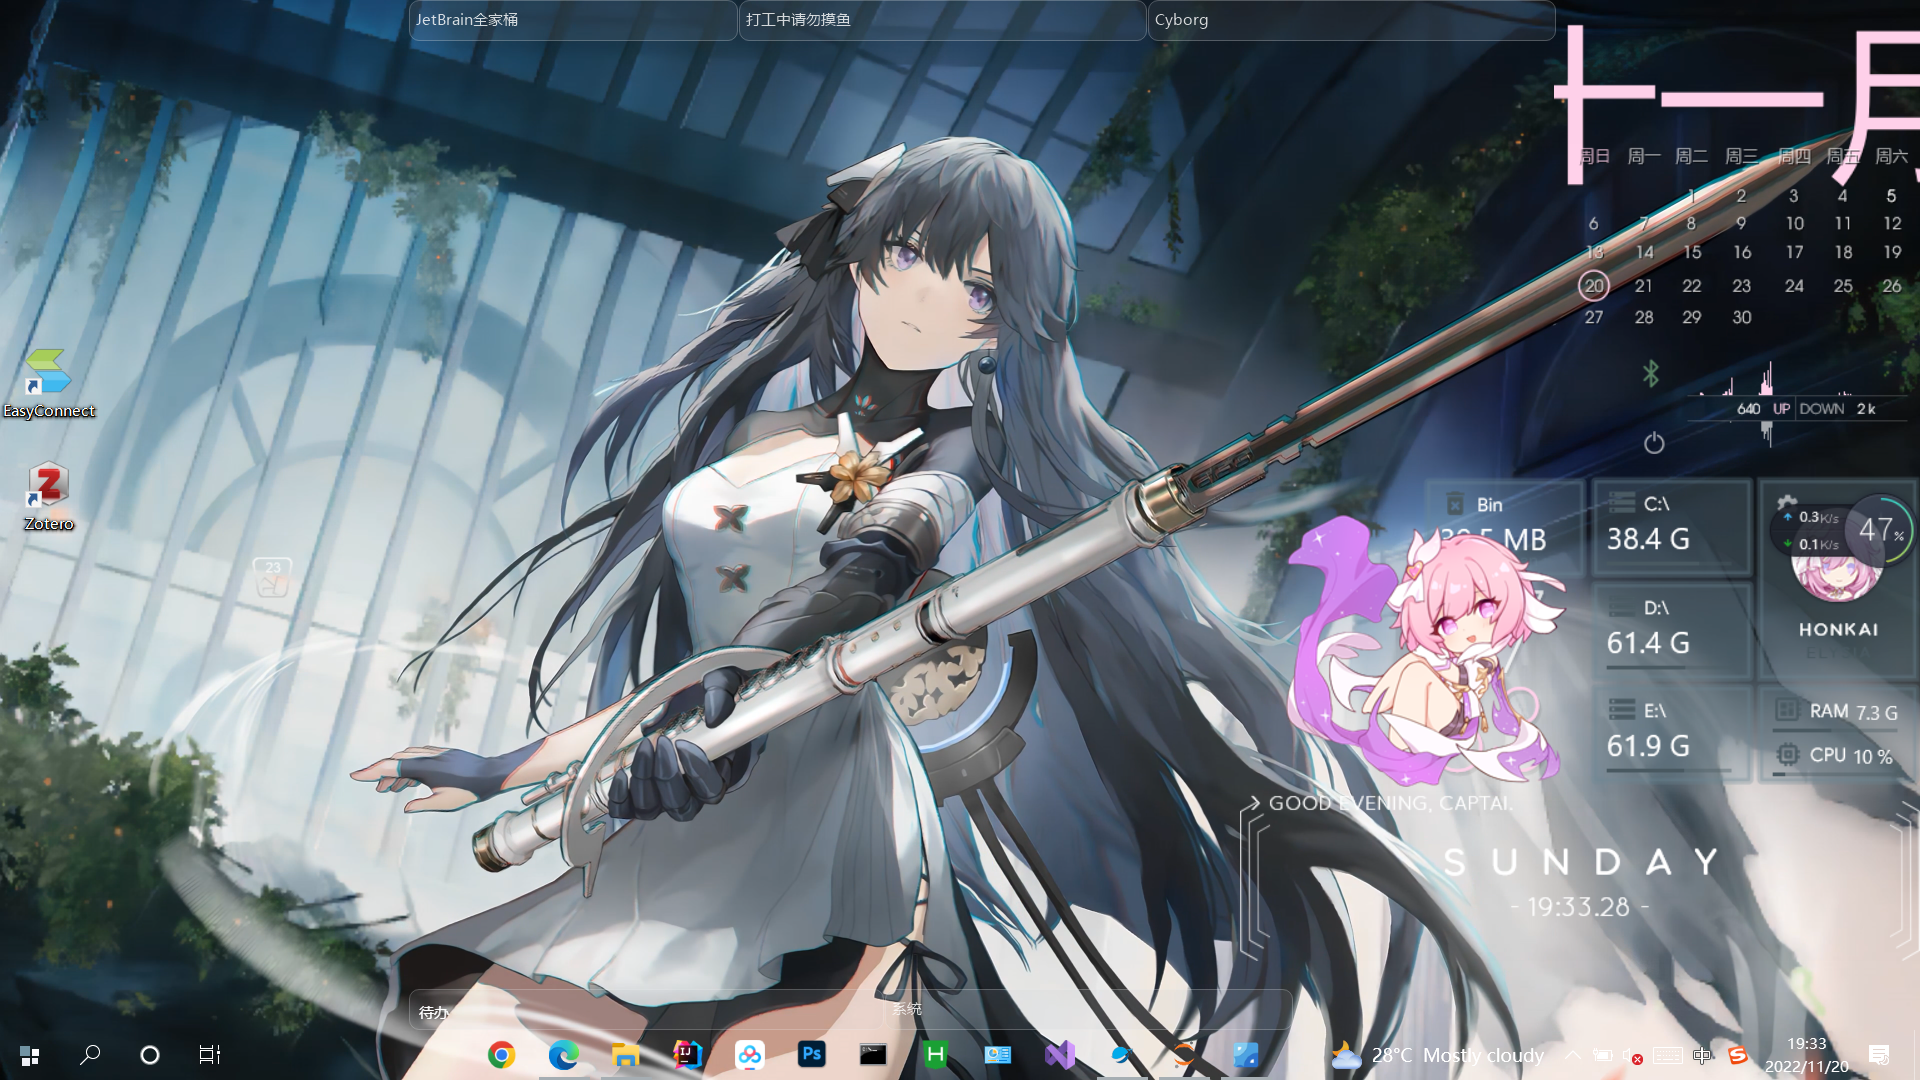 JetBrain全家桶
打工中请勿摸鱼
Cyborg
十一月
周日 周一 周二 周三 周四 周五 周六
1 2 3 4 5
6 7 8 9 10 11 12
13 14 15 16 17 18 19
20 21 22 23 24 25 26
27 28 29 30
EasyConnect
Zotero
23
640 UP DOWN 2k
Bin
MB
C:\
38.4 G
0.3K/s
0.1K/s
47%
D:\
61.4 G
HONKAI
ELYSIA
E:\
61.9 G
RAM 7.3 G
CPU 10 %
GOOD EVENING, CAPTAI.
SUNDAY
- 19:33.28 -
待办
系统
28°C Mostly cloudy
中
19:33
2022/11/20